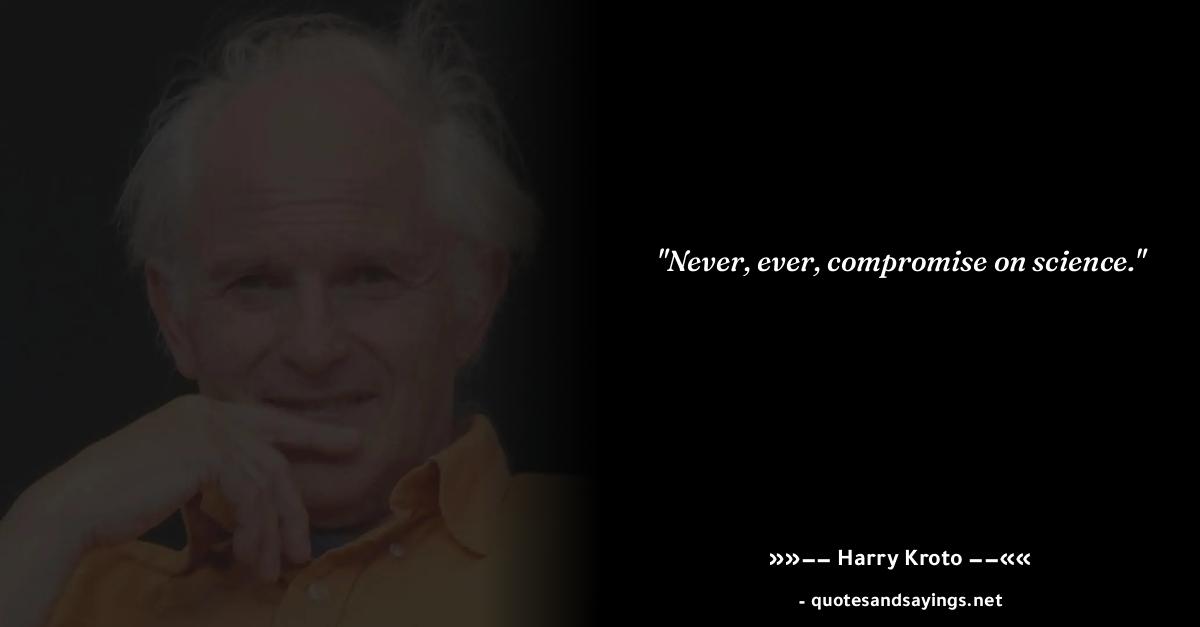 "Never, ever, compromise on science."
»»–– Harry Kroto ––««
- quotesandsayings.net